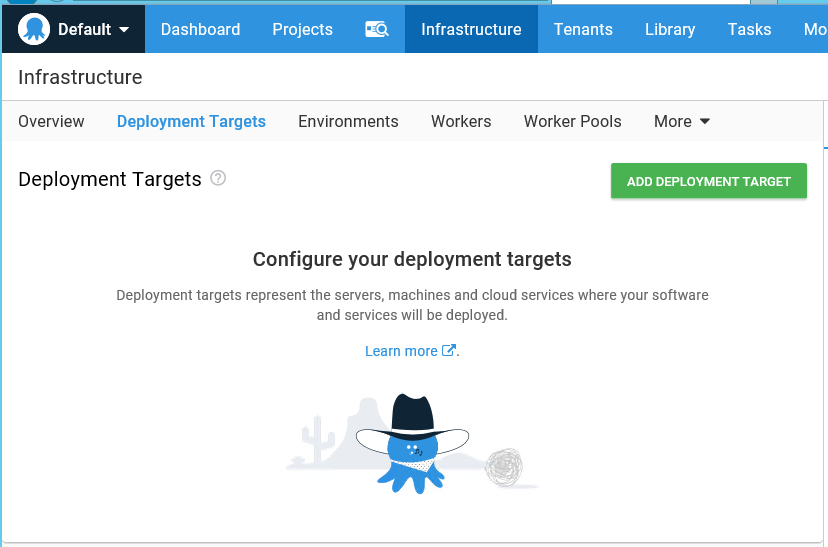 Default Dashboard Projects Infrastructure Tenants Library Tasks Mo
Infrastructure
Overview Deployment Targets Environments Workers Worker Pools More
Deployment Targets ?
ADD DEPLOYMENT TARGET
Configure your deployment targets
Deployment targets represent the servers, machines and cloud services where your software
and services will be deployed.
Learn more .